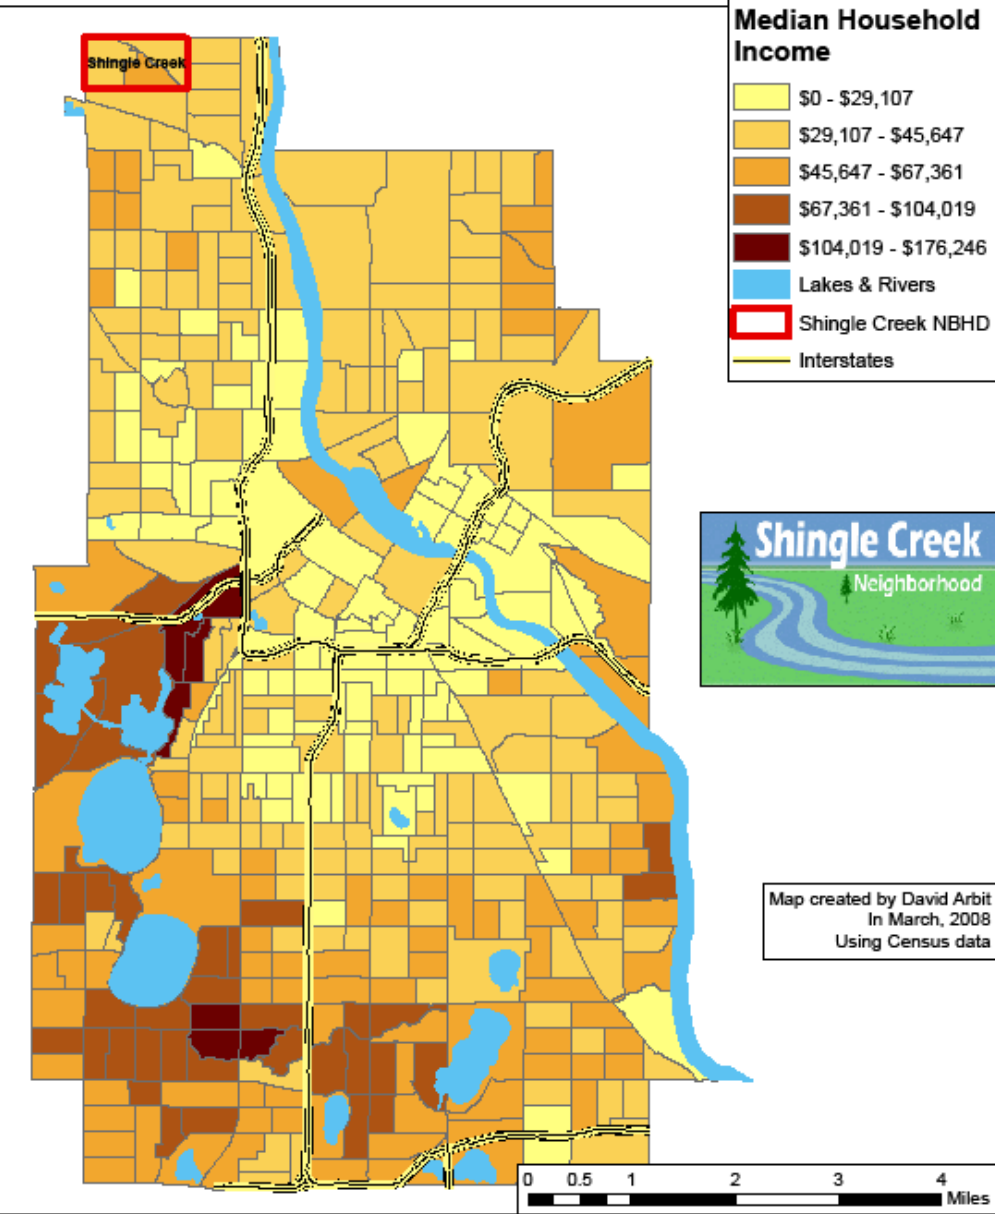 Median Household
Income
$0 - $29,107
$29,107 - $45,647
$45,647 - $67,361
$67,361 - $104,019
$104,019 - $176,246
Lakes & Rivers
Shingle Creek NBHD
Interstates
Shingle Creek
Shingle Creek
Neighborhood
Map created by David Arbit
In March, 2008
Using Census data
0 0.5 1 2 3 4
Miles